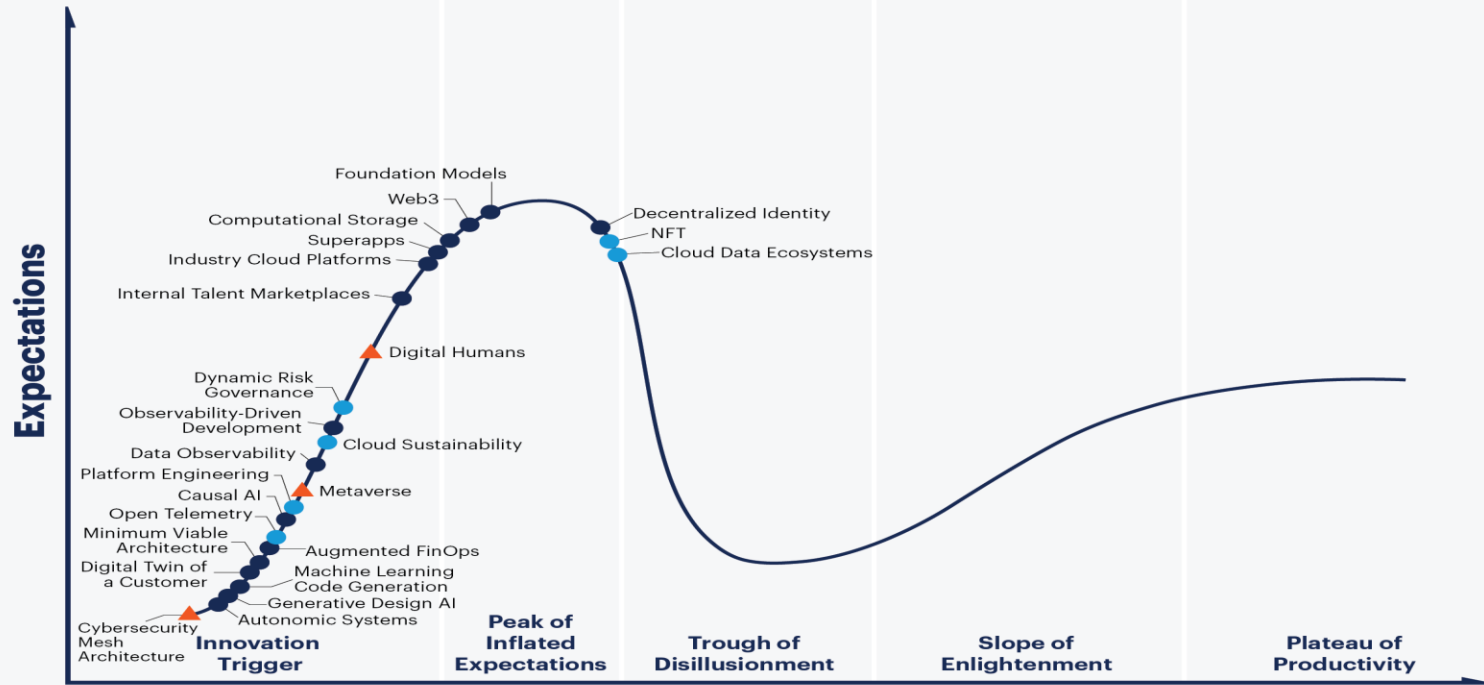 Expectations
Foundation Models
Web3
Computational Storage
Superapps
Industry Cloud Platforms
Internal Talent Marketplaces
Decentralized Identity
NFT
Cloud Data Ecosystems
Digital Humans
Dynamic Risk
Governance
Observability-Driven
Development
Cloud Sustainability
Data Observability
Platform Engineering
Metaverse
Causal AI
Open Telemetry
Minimum Viable
Architecture
Augmented FinOps
Digital Twin of
a Customer
Machine Learning
Code Generation
Generative Design AI
Autonomic Systems
Cybersecurity
Mesh
Architecture
Innovation
Trigger
Peak of
Inflated
Expectations
Trough of
Disillusionment
Slope of
Enlightenment
Plateau of
Productivity